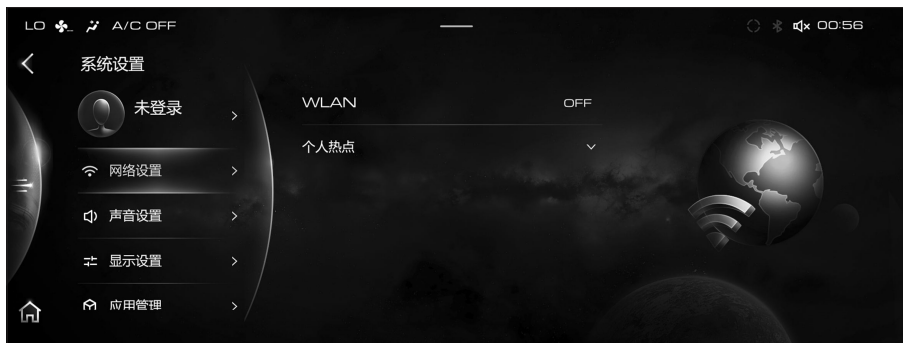 LO A/C OFF 00:56
系统设置
未登录
WLAN OFF
个人热点
网络设置
声音设置
显示设置
应用管理